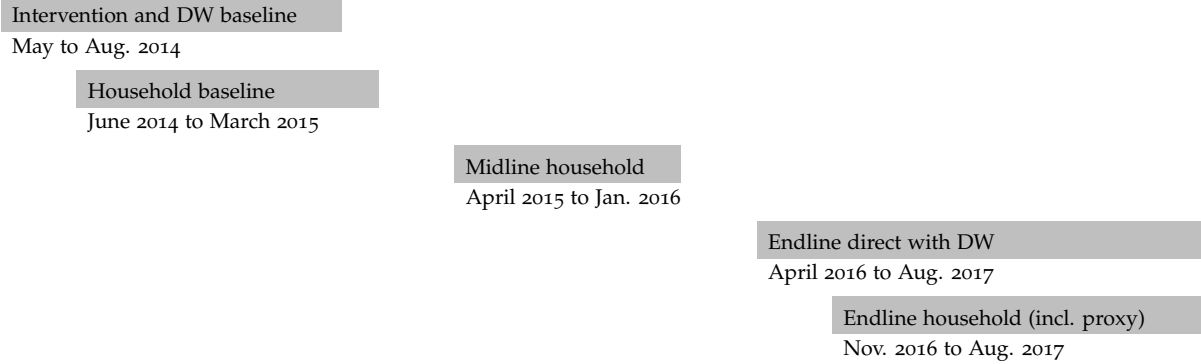 Intervention and DW baseline
May to Aug. 2014
Household baseline
June 2014 to March 2015
Midline household
April 2015 to Jan. 2016
Endline direct with DW
April 2016 to Aug. 2017
Endline household (incl. proxy)
Nov. 2016 to Aug. 2017